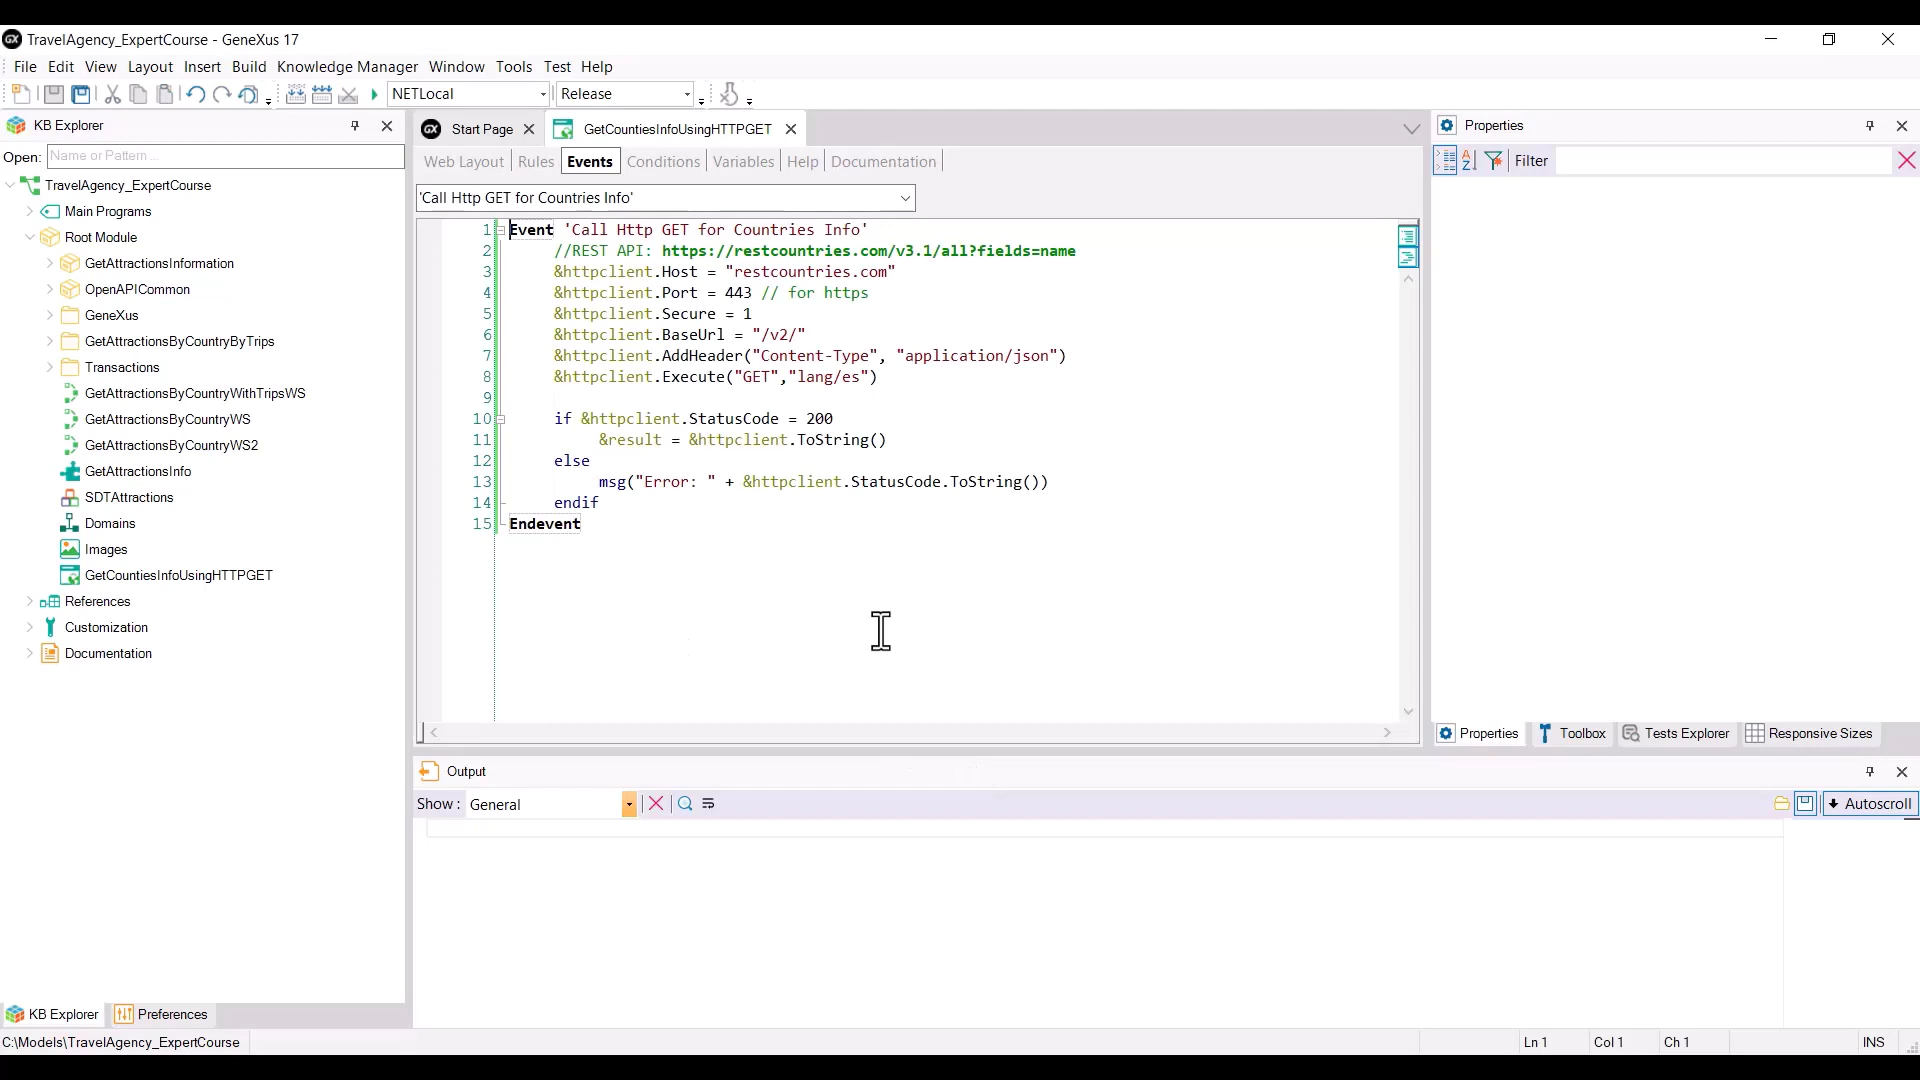 TravelAgency_ExpertCourse - GeneXus 17
File Edit View Layout Insert Build Knowledge Manager Window Tools Test Help
NETLocal Release
KB Explorer
Open: Name or Pattern ...
TravelAgency_ExpertCourse
Main Programs
Root Module
GetAttractionsInformation
OpenAPICommon
GeneXus
GetAttractionsByCountryByTrips
Transactions
GetAttractionsByCountryWithTripsWS
GetAttractionsByCountryWS
GetAttractionsByCountryWS2
GetAttractionsInfo
SDTAttractions
Domains
Images
GetCountiesInfoUsingHTTPGET
References
Customization
Documentation
KB Explorer Preferences
Start Page GetCountiesInfoUsingHTTPGET
Web Layout Rules Events Conditions Variables Help Documentation
'Call Http GET for Countries Info'
1 Event 'Call Http GET for Countries Info'
2 //REST API: https://restcountries.com/v3.1/all?fields=name
3 &httpclient.Host = "restcountries.com"
4 &httpclient.Port = 443 // for https
5 &httpclient.Secure = 1
6 &httpclient.BaseUrl = "/v2/"
7 &httpclient.AddHeader("Content-Type", "application/json")
8 &httpclient.Execute("GET","lang/es")
9
10 if &httpclient.StatusCode = 200
11 &result = &httpclient.ToString()
12 else
13 msg("Error: " + &httpclient.StatusCode.ToString())
14 endif
15 Endevent
Properties
Filter
Properties Toolbox Tests Explorer Responsive Sizes
Output
Show : General
Autoscroll
C:\Models\TravelAgency_ExpertCourse Ln 1 Col 1 Ch 1 INS